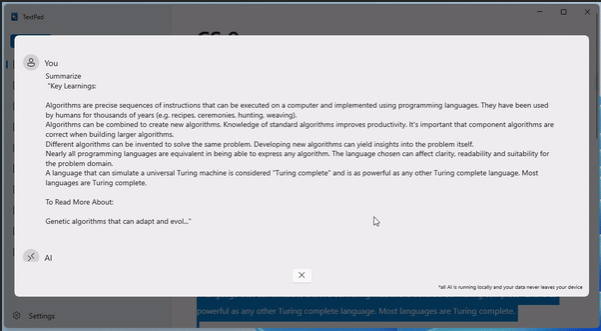 TextPad
You
Summarize
"Key Learnings:
Algorithms are precise sequences of instructions that can be executed on a computer and implemented using programming languages. They have been used
by humans for thousands of years (e.g. recipes, ceremonies, hunting, weaving).
Algorithms can be combined to create new algorithms. Knowledge of standard algorithms improves productivity. It's important that component algorithms are
correct when building larger algorithms.
Different algorithms can be invented to solve the same problem. Developing new algorithms can yield insights into the problem itself.
Nearly all programming languages are equivalent in being able to express any algorithm. The language chosen can affect clarity, readability and suitability for
the problem domain.
A language that can simulate a universal Turing machine is considered "Turing complete" and is as powerful as any other Turing complete language. Most
languages are Turing complete.
To Read More About:
Genetic algorithms that can adapt and evol..."
AI
*all AI is running locally and your data never leaves your device
Settings
powerful as any other Turing complete language. Most languages are Turing complete.